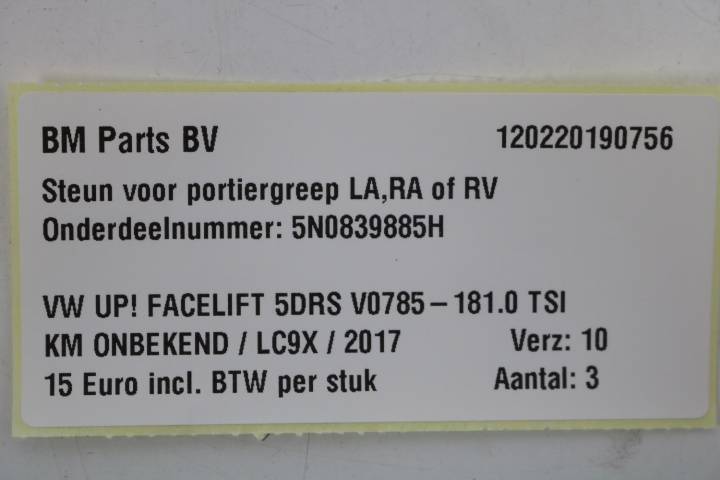 BM Parts BV 120220190756
Steun voor portiergreep LA,RA of RV
Onderdeelnummer: 5N0839885H
VW UP! FACELIFT 5DRS V0785 – 181.0 TSI
KM ONBEKEND / LC9X / 2017 Verz: 10
15 Euro incl. BTW per stuk Aantal: 3